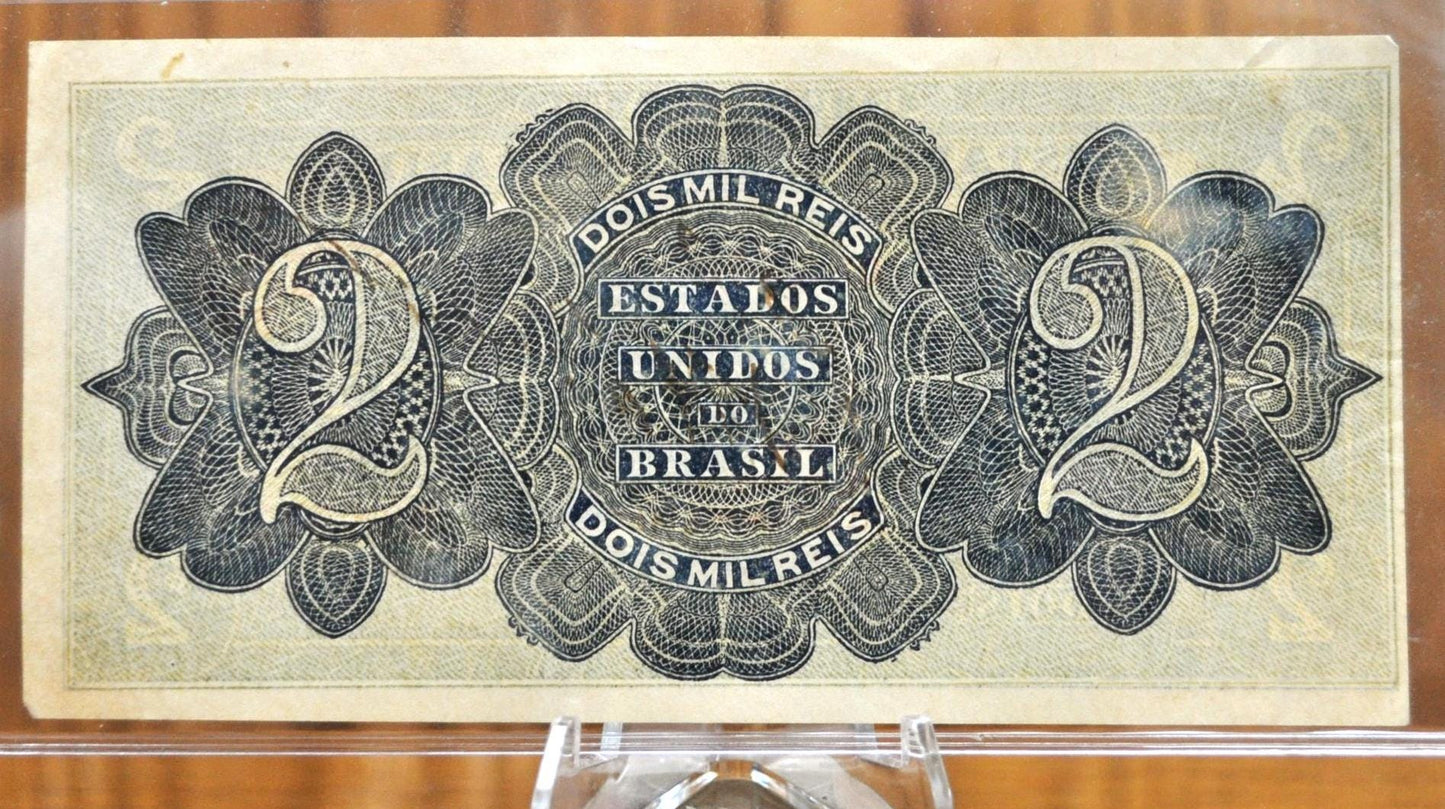 DOIS MIL REIS
2 2
ESTADOS
UNIDOS
DO
BRASIL
DOIS MIL REIS